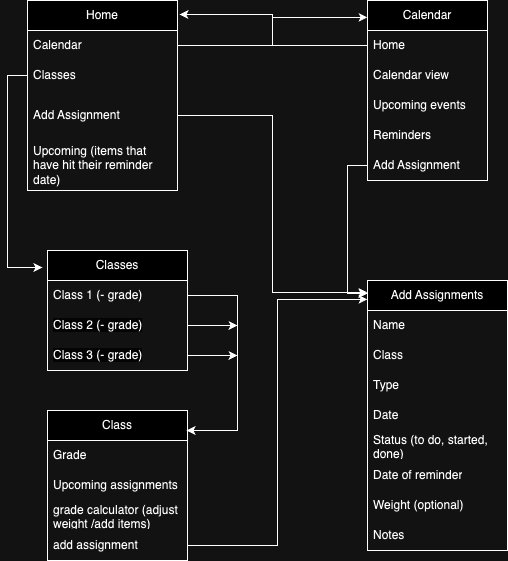 Home
Calendar
Classes
Add Assignment
Upcoming (items that
have hit their reminder
date)
Calendar
Home
Calendar view
Upcoming events
Reminders
Add Assignment
Classes
Class 1 (- grade)
Class 2 (- grade)
Class 3 (- grade)
Class
Grade
Upcoming assignments
grade calculator (adjust
weight /add items)
add assignment
Add Assignments
Name
Class
Type
Date
Status (to do, started,
done)
Date of reminder
Weight (optional)
Notes